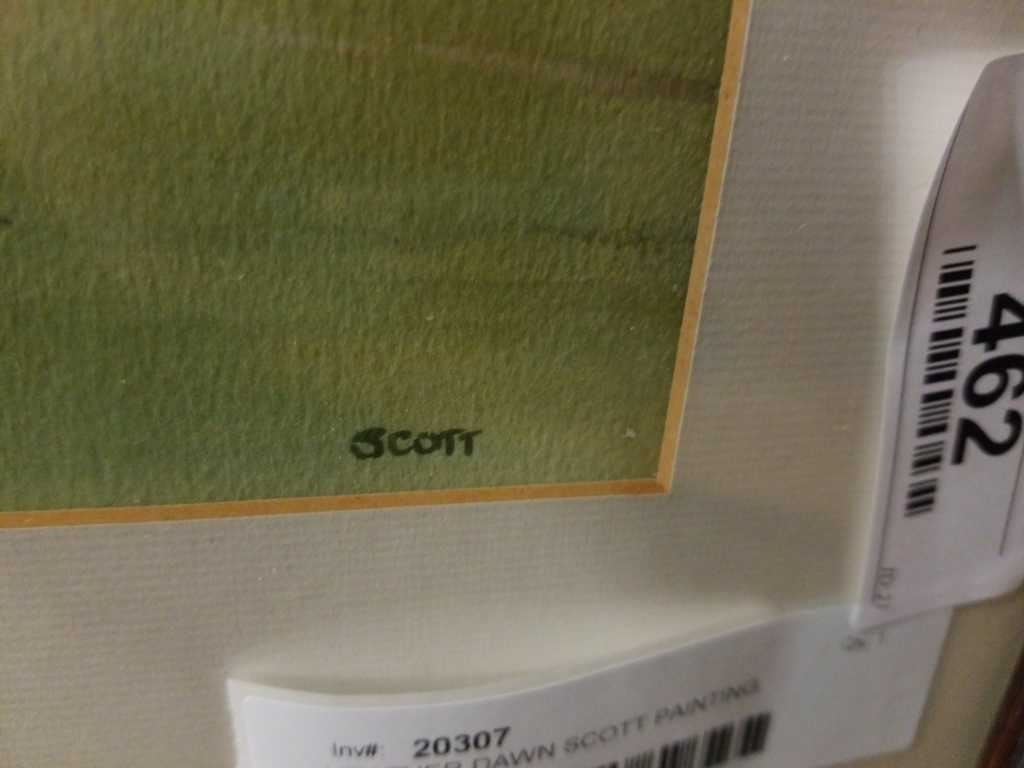 SCOTT
462
Inv#: 20307
DAWN SCOTT PAINTING